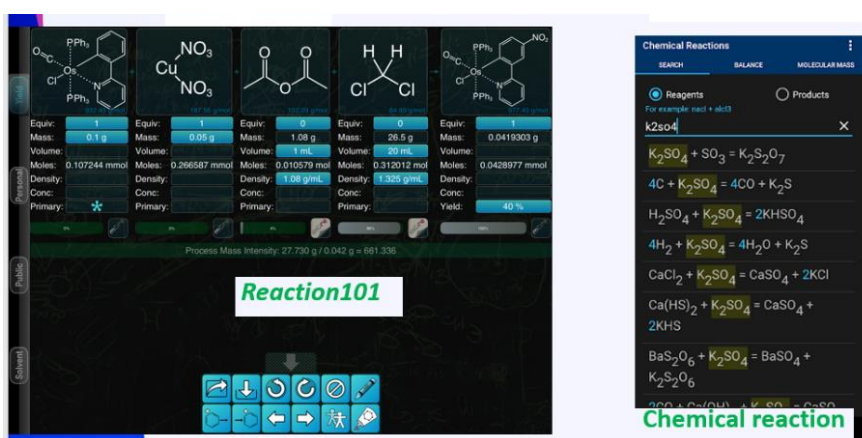 PPh₃
O
C
Os
Cl
N
PPh₃
NO₃
Cu
NO₃
O O
O
H H
Cl Cl
NO₂
PPh₃
O
C
Os
Cl
N
PPh₃
Yield
Personal
Public
Solvent
Equiv: 1
Mass: 0.1 g
Volume:
Moles: 0.107244 mmol
Density:
Conc:
Primary: *
Equiv: 1
Mass: 0.05 g
Volume:
Moles: 0.266587 mmol
Density:
Conc:
Primary:
Equiv: 0
Mass: 1.08 g
Volume: 1 mL
Moles: 0.010579 mol
Density: 1.08 g/mL
Conc:
Primary:
Equiv: 0
Mass: 26.5 g
Volume: 20 mL
Moles: 0.312012 mol
Density: 1.325 g/mL
Conc:
Primary:
Equiv: 1
Mass: 0.0419303 g
Volume:
Moles: 0.0428977 mmol
Density:
Conc:
Yield: 40 %
Process Mass Intensity: 27.730 g / 0.042 g = 661.336
Reaction101
Chemical Reactions
SEARCH BALANCE MOLECULAR MASS
Reagents Products
For example: nacl + alcl3
k2so4
K₂SO₄ + SO₃ = K₂S₂O₇
4C + K₂SO₄ = 4CO + K₂S
H₂SO₄ + K₂SO₄ = 2KHSO₄
4H₂ + K₂SO₄ = 4H₂O + K₂S
CaCl₂ + K₂SO₄ = CaSO₄ + 2KCl
Ca(HS)₂ + K₂SO₄ = CaSO₄ +
2KHS
BaS₂O₆ + K₂SO₄ = BaSO₄ +
K₂S₂O₆
Chemical reaction